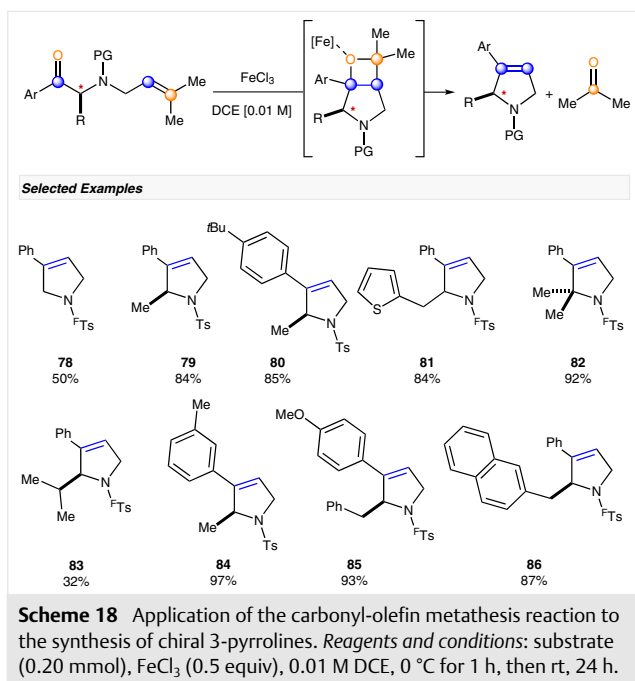 O
Ar
*
R
PG
N
Me
Me
FeCl3
DCE [0.01 M]
[Fe]
O
Me
Me
Ar
R
*
N
PG
Ar
R
*
N
PG
+
O
Me
Me
Selected Examples
Ph
N
FTs
78
50%
Ph
Me
N
Ts
79
84%
tBu
Me
N
Ts
80
85%
Ph
S
N
FTs
81
84%
Ph
Me
Me
N
FTs
82
92%
Ph
Me
Me
N
FTs
83
32%
Me
Me
N
Ts
84
97%
MeO
Ph
N
FTs
85
93%
Ph
N
FTs
86
87%
Scheme 18 Application of the carbonyl-olefin metathesis reaction to
the synthesis of chiral 3-pyrrolines. Reagents and conditions: substrate
(0.20 mmol), FeCl3 (0.5 equiv), 0.01 M DCE, 0 °C for 1 h, then rt, 24 h.